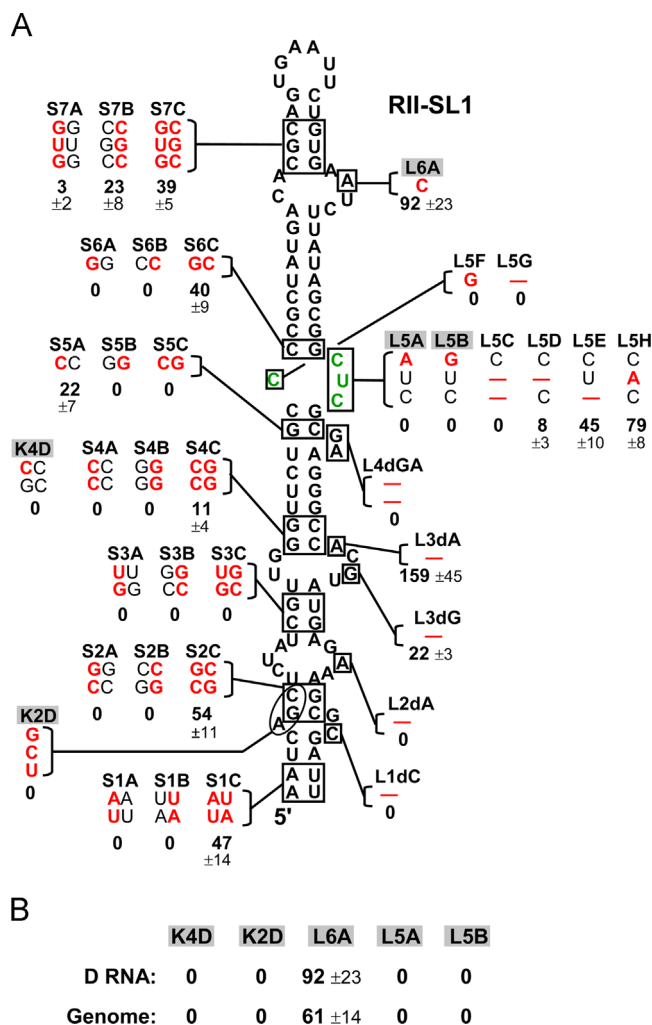 A
RII-SL1
S7A S7B S7C
GG CC GC
UU GG UG
GG CC GC
3 23 39
±2 ±8 ±5
L6A
C
92 ±23
S6A S6B S6C
GG CC GC
0 0 40
±9
L5F L5G
G —
0 0
S5A S5B S5C
CC GG CG
22 0 0
±7
L5A L5B L5C L5D L5E L5H
A G C C C C
U U — — U A
C C — C — C
0 0 0 8 45 79
±3 ±10 ±8
K4D S4A S4B S4C
CC CC GG CG
GC CC GG CG
0 0 0 11
±4
L4dGA
—
—
0
L3dA
—
159 ±45
S3A S3B S3C
UU GG UG
GG CC GC
0 0 0
L3dG
—
22 ±3
S2A S2B S2C
GG CC GC
CC GG CG
0 0 54
±11
L2dA
—
0
K2D
G
C
U
0
L1dC
—
0
S1A S1B S1C
AA UU AU
UU AA UA
0 0 47
±14
5'
B
K4D K2D L6A L5A L5B
D RNA: 0 0 92 ±23 0 0
Genome: 0 0 61 ±14 0 0